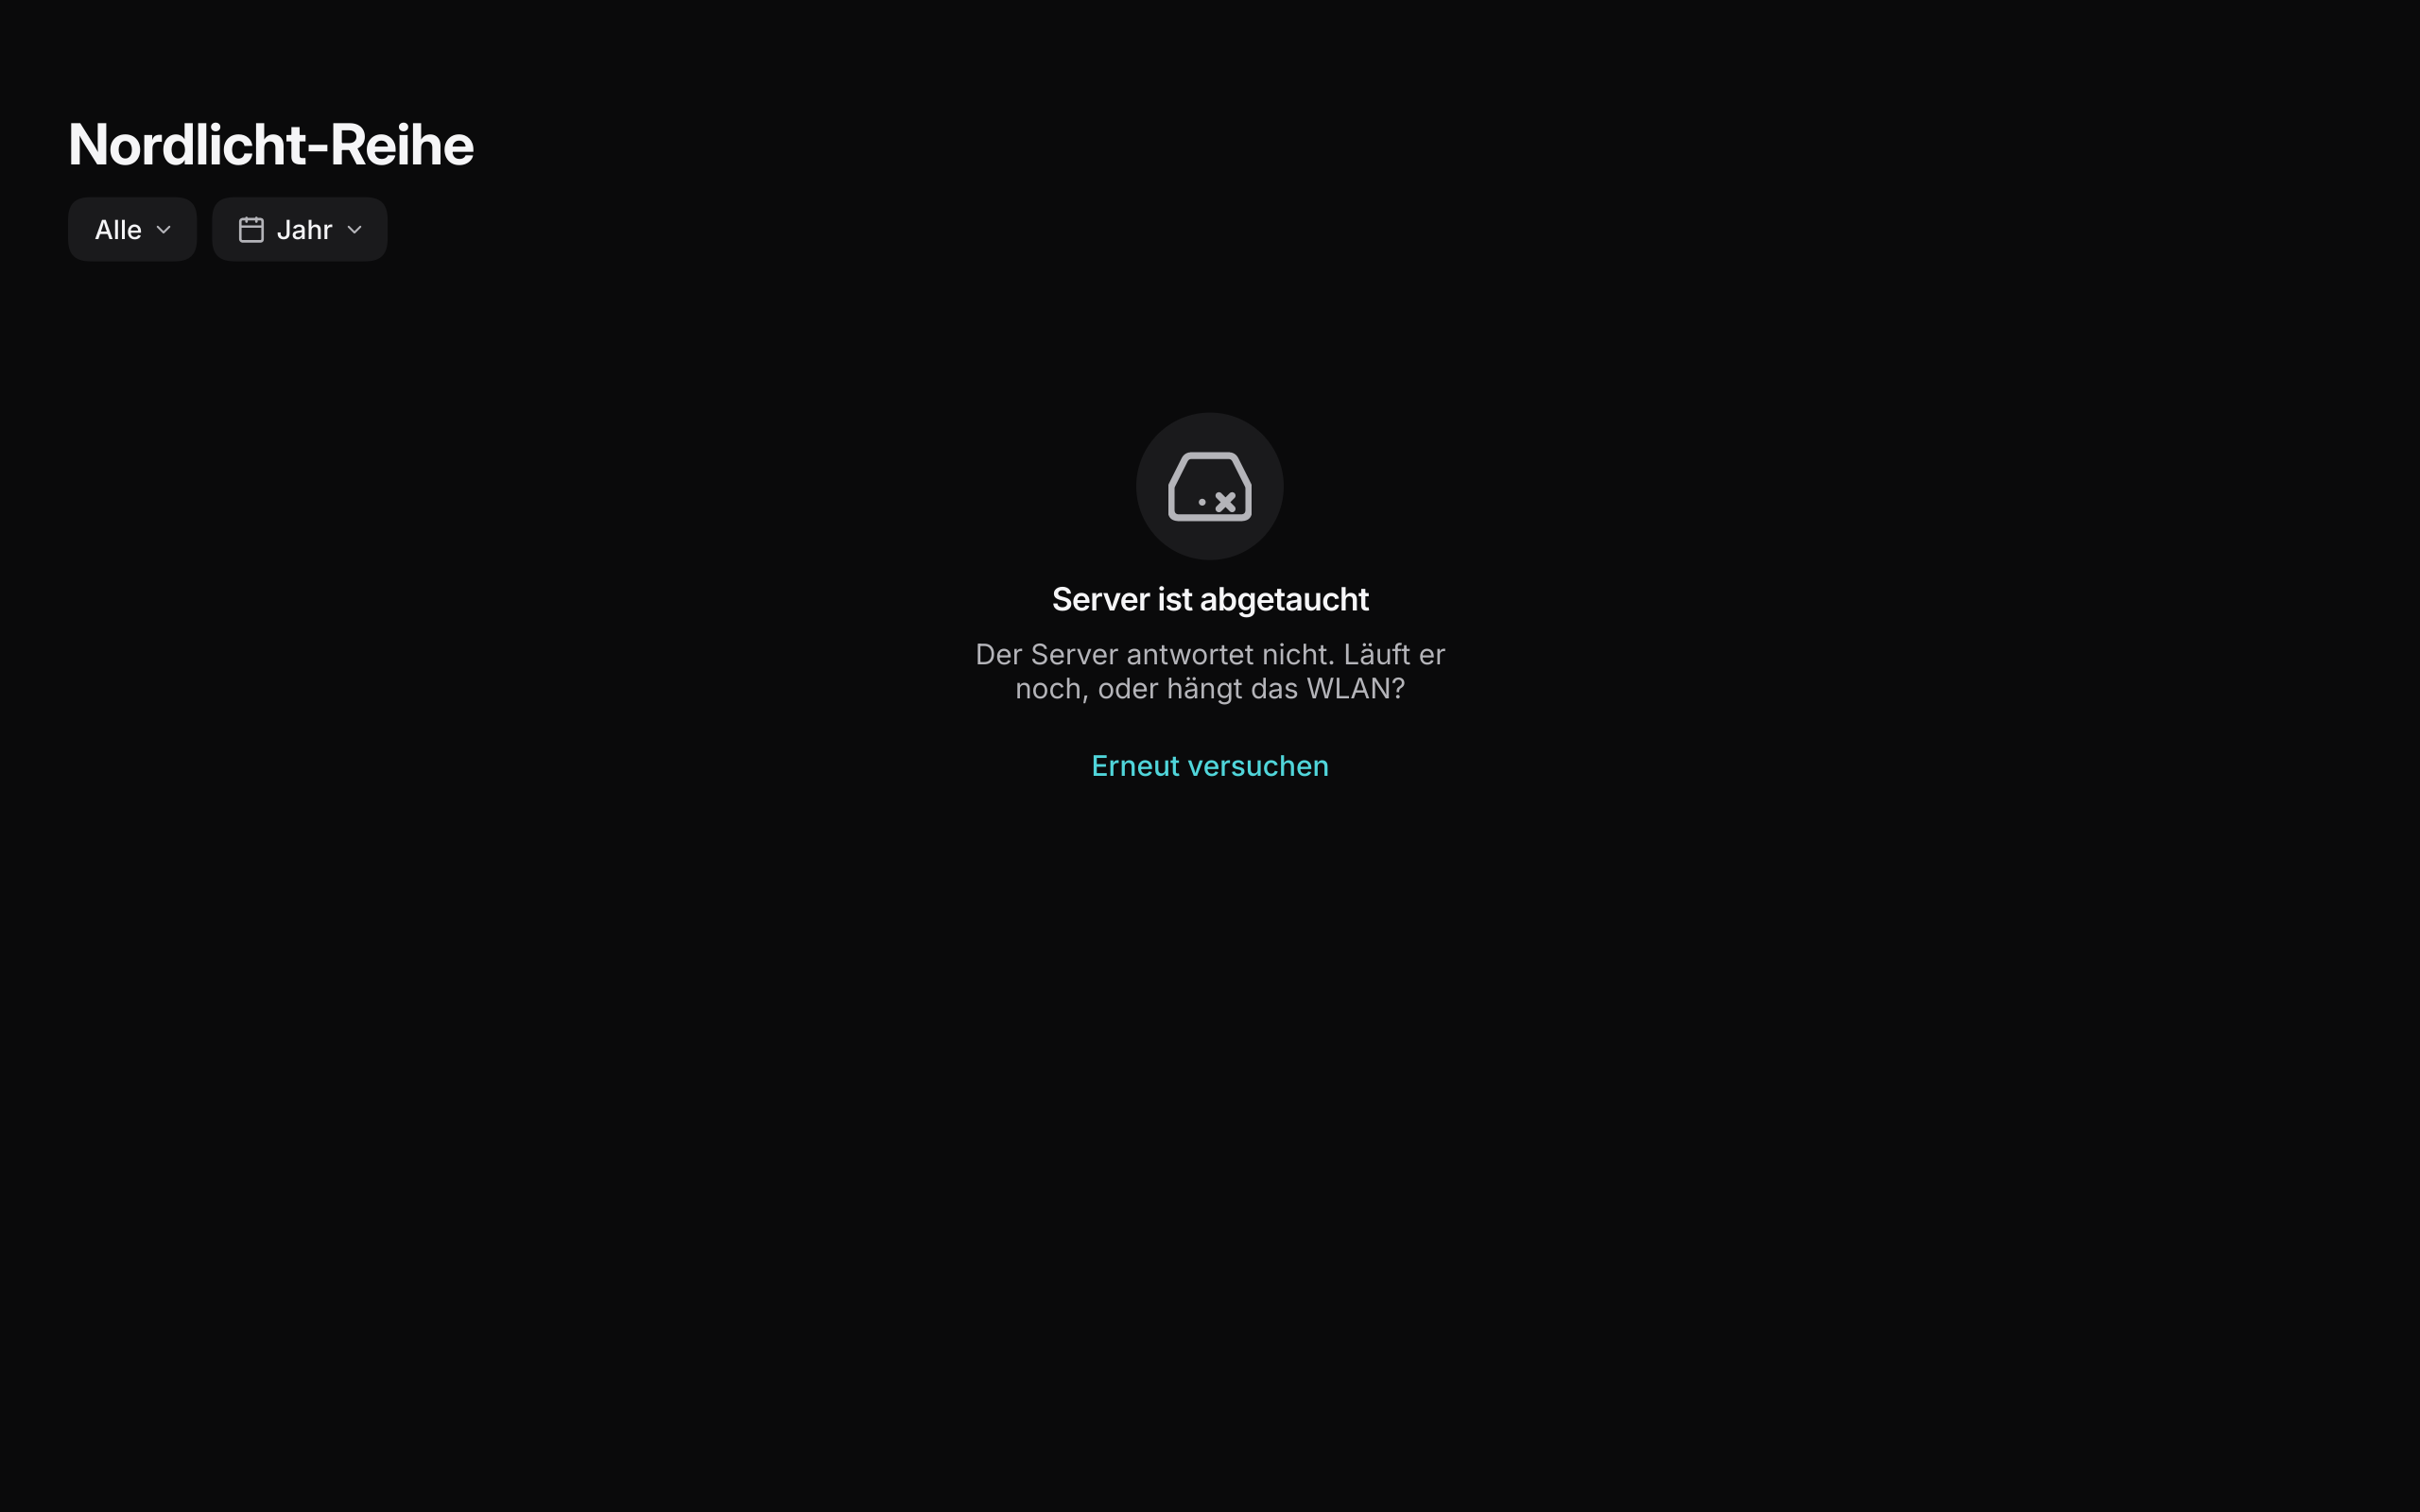 Nordlicht-Reihe
Alle
Jahr
Server ist abgetaucht
Der Server antwortet nicht. Läuft er
noch, oder hängt das WLAN?
Erneut versuchen